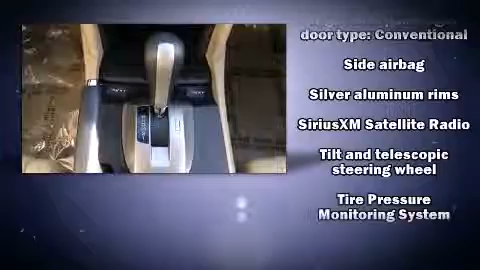 door type: Conventional
Side airbag
Silver aluminum rims
SiriusXM Satellite Radio
Tilt and telescopic
steering wheel
Tire Pressure
Monitoring System